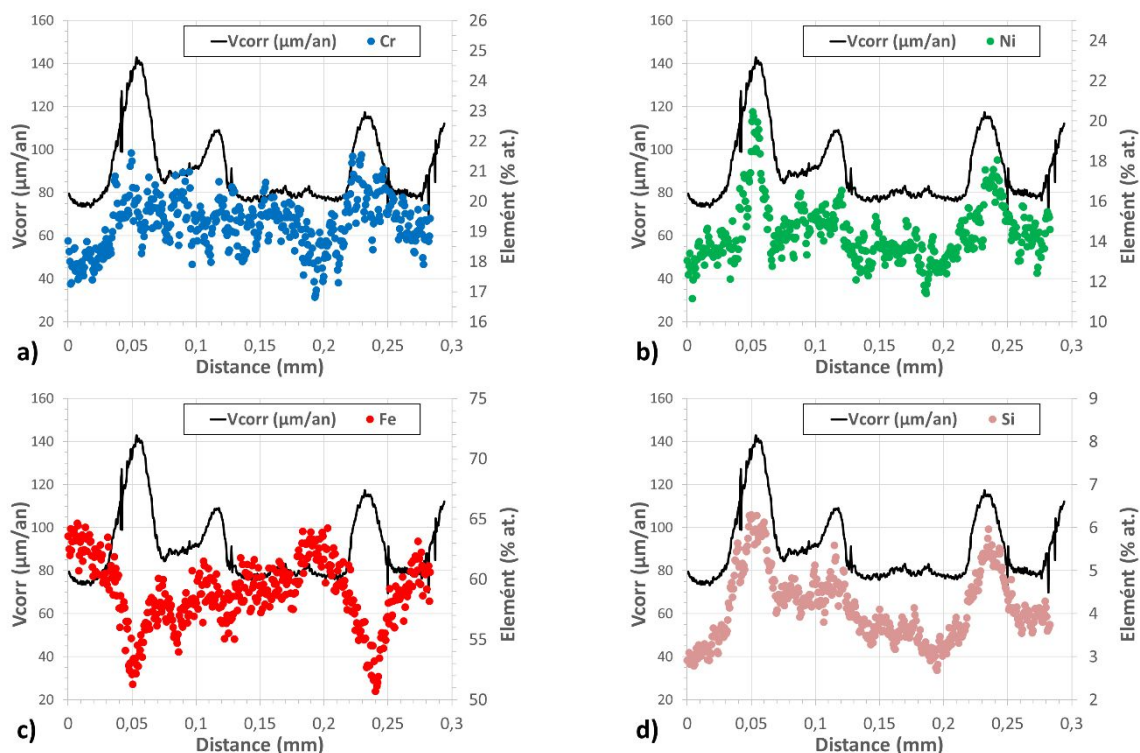 Vcorr (µm/an) Cr
160
140
120
100
80
60
40
20
Vcorr (µm/an)
26
25
24
23
22
21
20
19
18
17
16
Elemént (% at.)
0 0,05 0,1 0,15 0,2 0,25 0,3
Distance (mm)
a)
Vcorr (µm/an) Ni
160
140
120
100
80
60
40
20
Vcorr (µm/an)
24
22
20
18
16
14
12
10
Elemént (% at.)
0 0,05 0,1 0,15 0,2 0,25 0,3
Distance (mm)
b)
Vcorr (µm/an) Fe
160
140
120
100
80
60
40
20
Vcorr (µm/an)
75
70
65
60
55
50
Elemént (% at.)
0 0,05 0,1 0,15 0,2 0,25 0,3
Distance (mm)
c)
Vcorr (µm/an) Si
160
140
120
100
80
60
40
20
Vcorr (µm/an)
9
8
7
6
5
4
3
2
Elemént (% at.)
0 0,05 0,1 0,15 0,2 0,25 0,3
Distance (mm)
d)